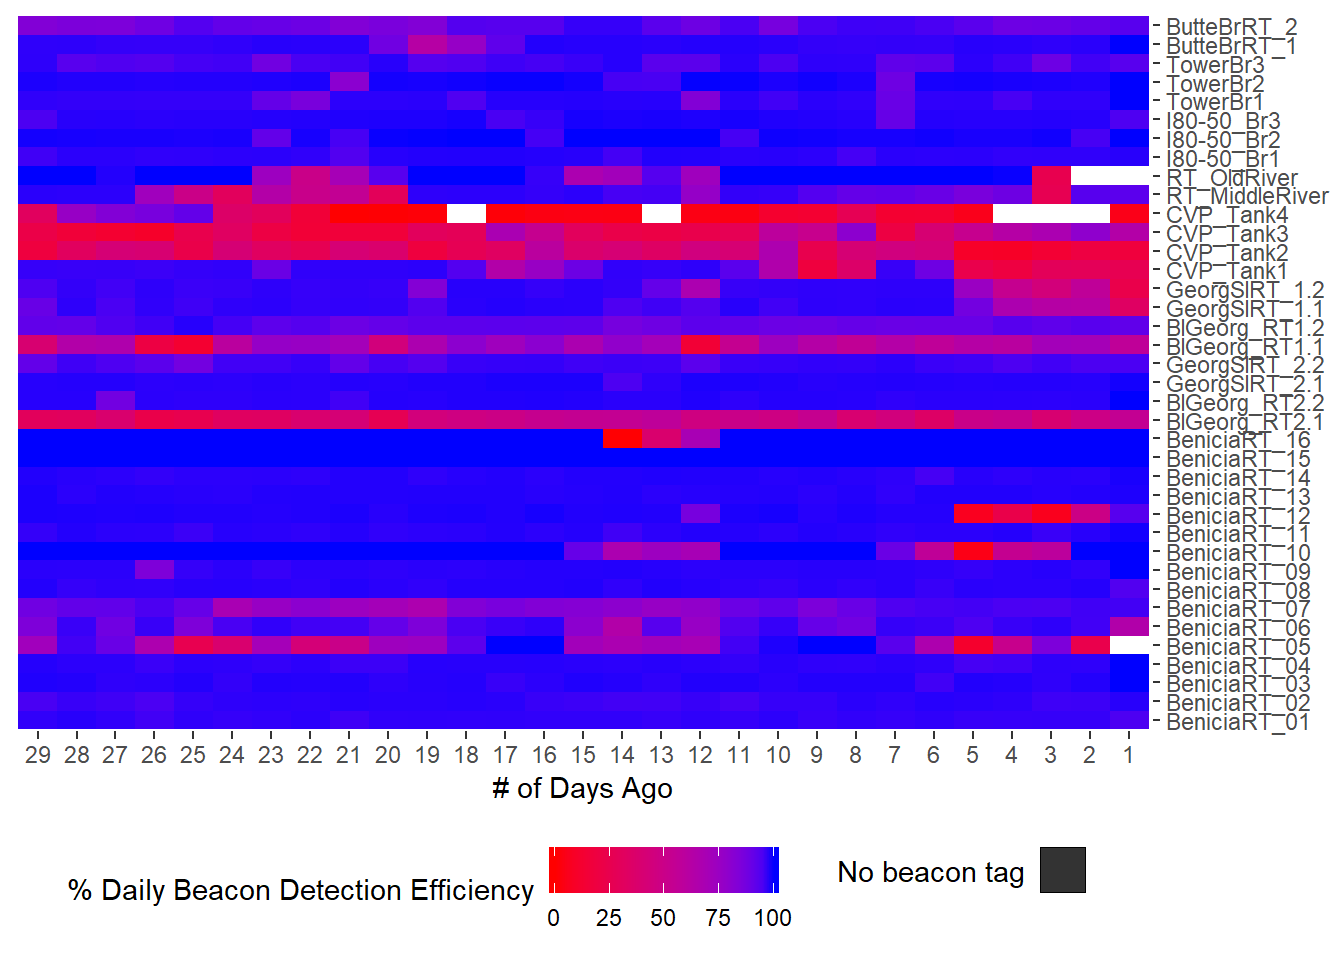 ButteBrRT_2
ButteBrRT_1
TowerBr3
TowerBr2
TowerBr1
I80-50_Br3
I80-50_Br2
I80-50_Br1
RT_OldRiver
RT_MiddleRiver
CVP_Tank4
CVP_Tank3
CVP_Tank2
CVP_Tank1
GeorgSlRT_1.2
GeorgSlRT_1.1
BlGeorg_RT1.2
BlGeorg_RT1.1
GeorgSlRT_2.2
GeorgSlRT_2.1
BlGeorg_RT2.2
BlGeorg_RT2.1
BeniciaRT_16
BeniciaRT_15
BeniciaRT_14
BeniciaRT_13
BeniciaRT_12
BeniciaRT_11
BeniciaRT_10
BeniciaRT_09
BeniciaRT_08
BeniciaRT_07
BeniciaRT_06
BeniciaRT_05
BeniciaRT_04
BeniciaRT_03
BeniciaRT_02
BeniciaRT_01
29 28 27 26 25 24 23 22 21 20 19 18 17 16 15 14 13 12 11 10 9 8 7 6 5 4 3 2 1
# of Days Ago
% Daily Beacon Detection Efficiency
0 25 50 75 100
No beacon tag